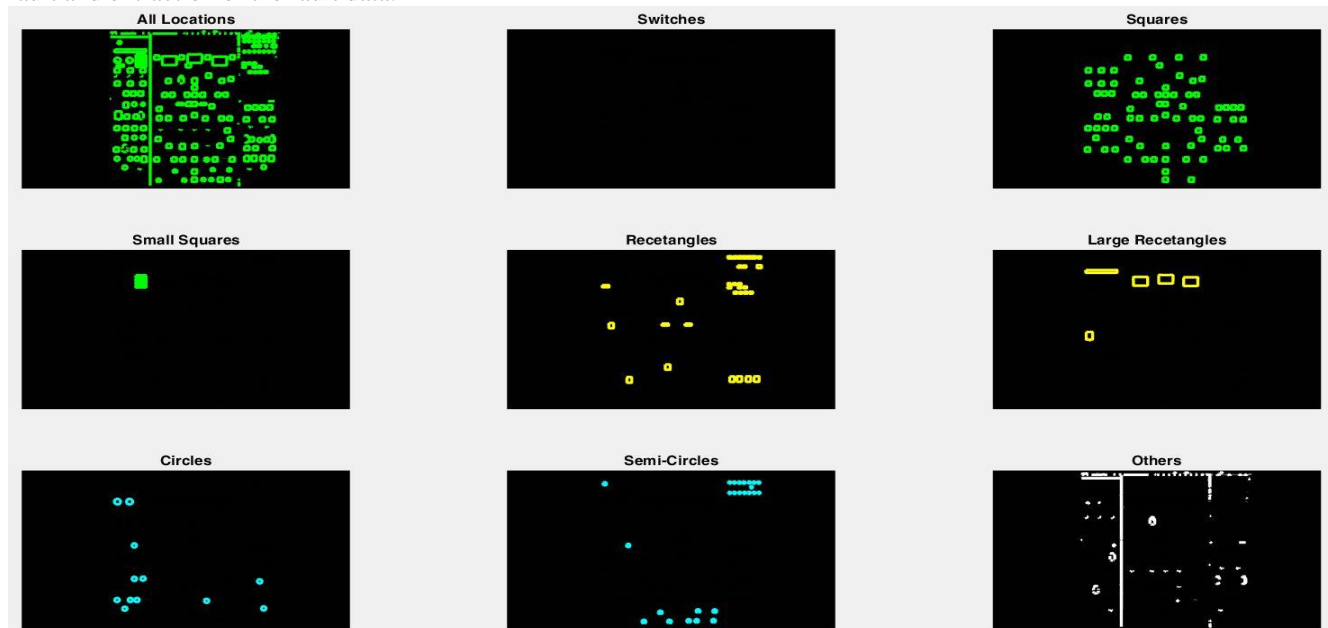 All Locations
Switches
Squares
Small Squares
Recetangles
Large Recetangles
Circles
Semi-Circles
Others